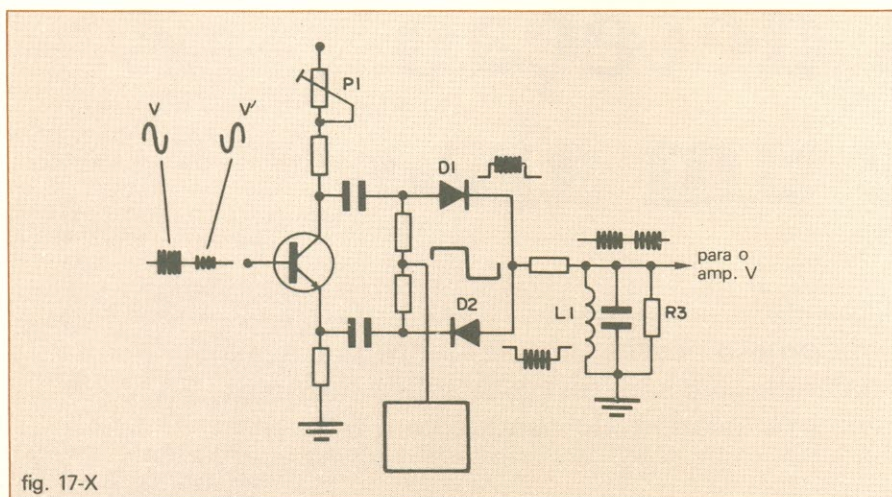 P1
V
V'
D1
D2
para o
amp. V
L1
R3
fig. 17-X